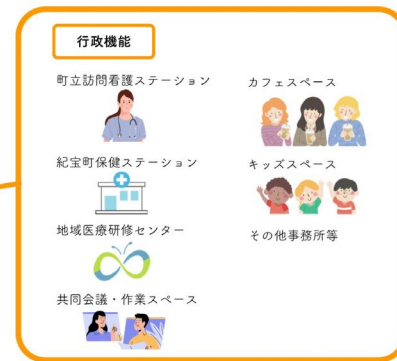 行政機能
町立訪問看護ステーション
紀宝町保健ステーション
地域医療研修センター
共同会議・作業スペース
カフェスペース
キッズスペース
その他事務所等